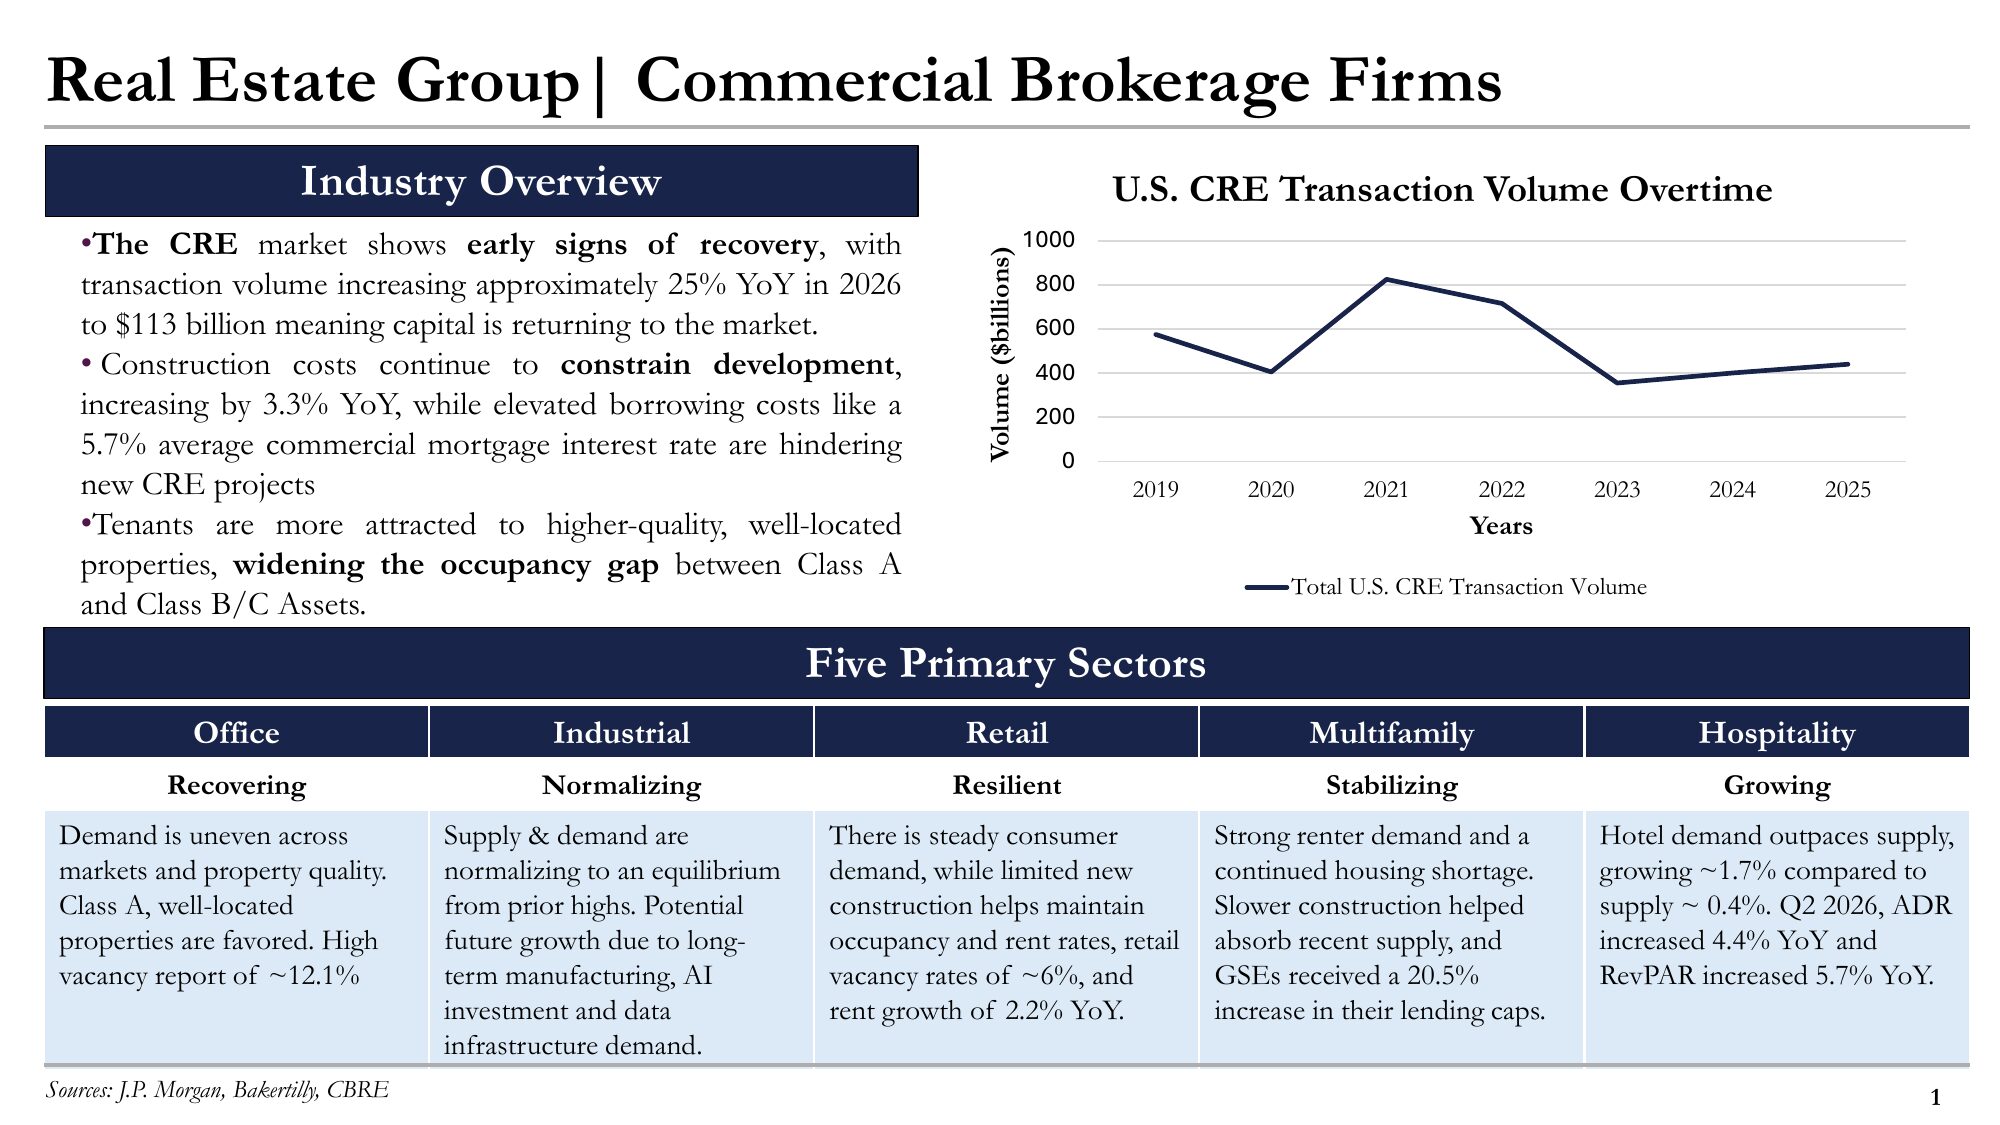 Real Estate Group| Commercial Brokerage Firms
Industry Overview
•The CRE market shows early signs of recovery, with
transaction volume increasing approximately 25% YoY in 2026
to $113 billion meaning capital is returning to the market.
• Construction costs continue to constrain development,
increasing by 3.3% YoY, while elevated borrowing costs like a
5.7% average commercial mortgage interest rate are hindering
new CRE projects
•Tenants are more attracted to higher-quality, well-located
properties, widening the occupancy gap between Class A
and Class B/C Assets.
U.S. CRE Transaction Volume Overtime
Volume ($billions)
1000
800
600
400
200
0
2019 2020 2021 2022 2023 2024 2025
Years
Total U.S. CRE Transaction Volume
Five Primary Sectors
Office
Recovering
Demand is uneven across
markets and property quality.
Class A, well-located
properties are favored. High
vacancy report of ~12.1%
Industrial
Normalizing
Supply & demand are
normalizing to an equilibrium
from prior highs. Potential
future growth due to long-
term manufacturing, AI
investment and data
infrastructure demand.
Retail
Resilient
There is steady consumer
demand, while limited new
construction helps maintain
occupancy and rent rates, retail
vacancy rates of ~6%, and
rent growth of 2.2% YoY.
Multifamily
Stabilizing
Strong renter demand and a
continued housing shortage.
Slower construction helped
absorb recent supply, and
GSEs received a 20.5%
increase in their lending caps.
Hospitality
Growing
Hotel demand outpaces supply,
growing ~1.7% compared to
supply ~ 0.4%. Q2 2026, ADR
increased 4.4% YoY and
RevPAR increased 5.7% YoY.
Sources: J.P. Morgan, Bakertilly, CBRE
1